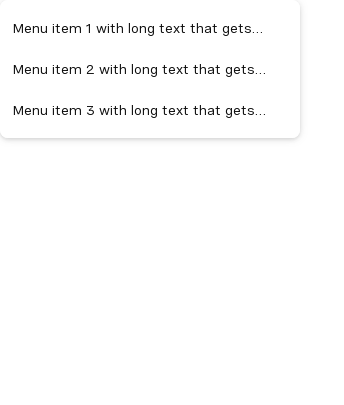 Menu item 1 with long text that gets...
Menu item 2 with long text that gets...
Menu item 3 with long text that gets...